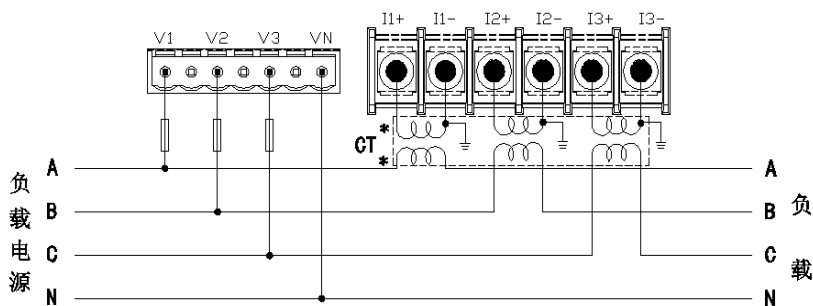 V1 V2 V3 VN I1+ I1- I2+ I2- I3+ I3-
CT * *
A A
B B
C C
N N
负载电源
负载